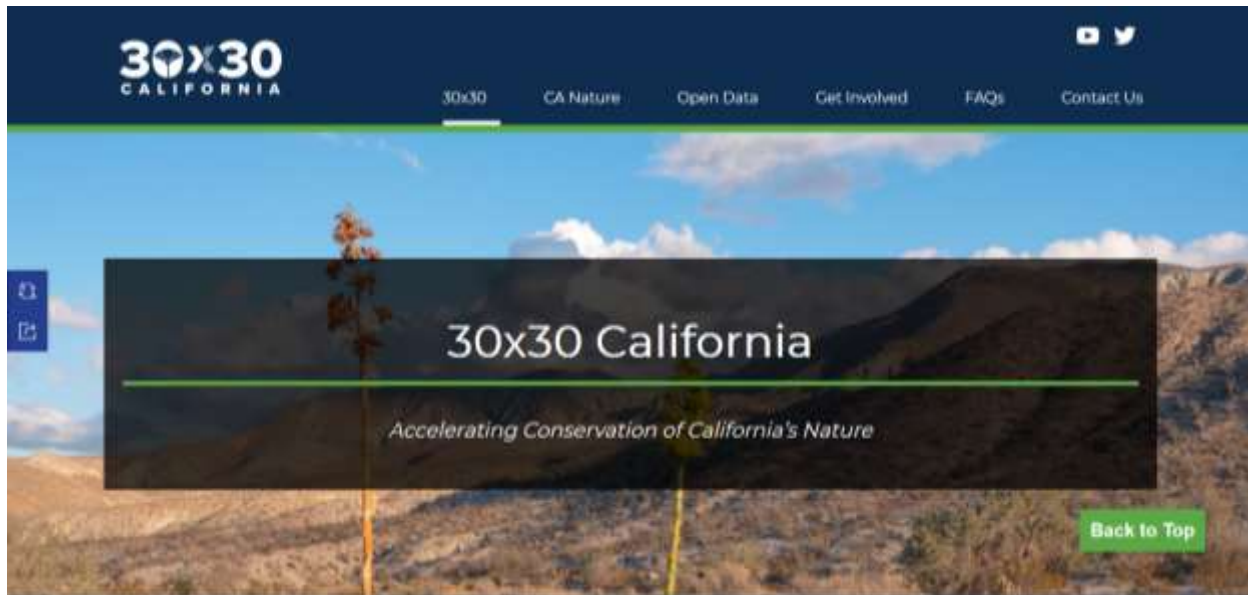 30x30
CALIFORNIA
30x30 CA Nature Open Data Get Involved FAQs Contact Us
30x30 California
Accelerating Conservation of California's Nature
Back to Top